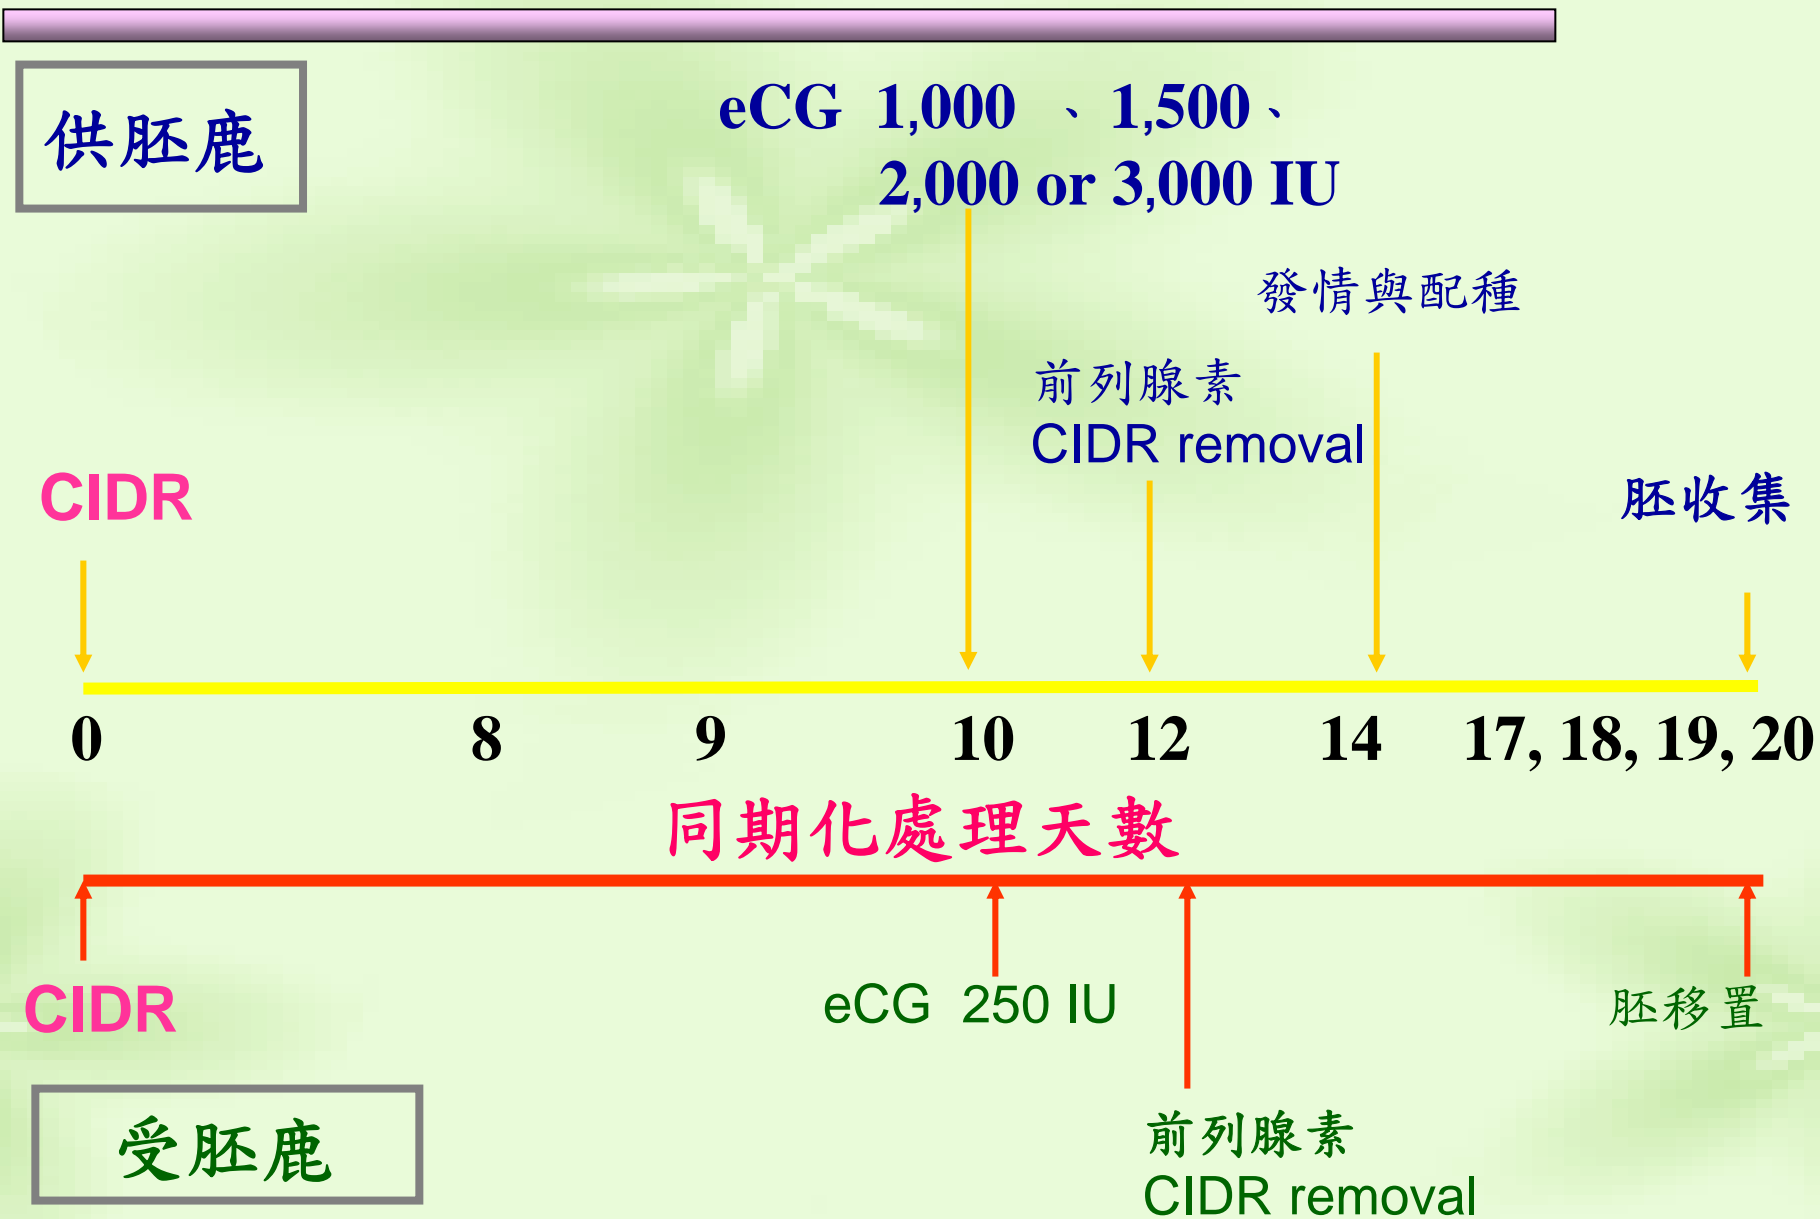 供胚鹿
eCG 1,000 、1,500、
2,000 or 3,000 IU
發情與配種
前列腺素
CIDR removal
CIDR
胚收集
0 8 9 10 12 14 17, 18, 19, 20
同期化處理天數
CIDR
eCG 250 IU
胚移置
受胚鹿
前列腺素
CIDR removal